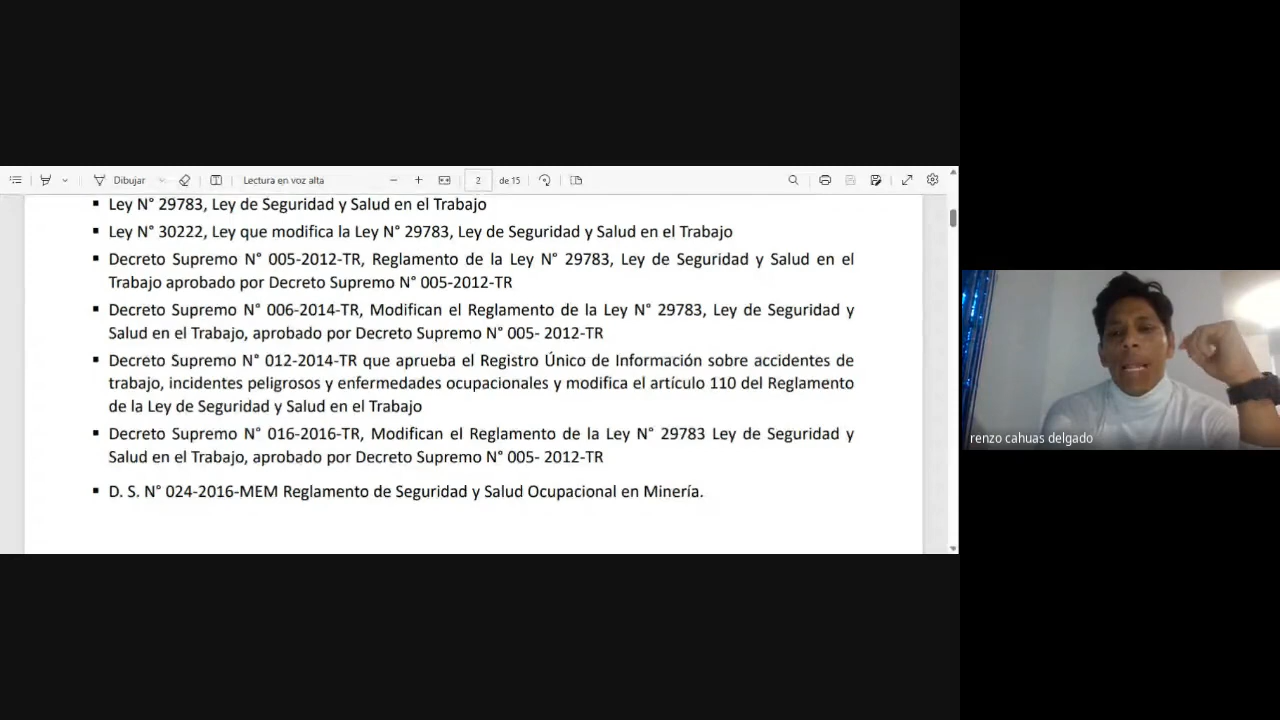 Dibujar
Lectura en voz alta
2
de 15
▪ Ley N° 29783, Ley de Seguridad y Salud en el Trabajo
▪ Ley N° 30222, Ley que modifica la Ley N° 29783, Ley de Seguridad y Salud en el Trabajo
▪ Decreto Supremo N° 005-2012-TR, Reglamento de la Ley N° 29783, Ley de Seguridad y Salud en el
Trabajo aprobado por Decreto Supremo N° 005-2012-TR
▪ Decreto Supremo N° 006-2014-TR, Modifican el Reglamento de la Ley N° 29783, Ley de Seguridad y
Salud en el Trabajo, aprobado por Decreto Supremo N° 005- 2012-TR
▪ Decreto Supremo N° 012-2014-TR que aprueba el Registro Único de Información sobre accidentes de
trabajo, incidentes peligrosos y enfermedades ocupacionales y modifica el artículo 110 del Reglamento
de la Ley de Seguridad y Salud en el Trabajo
▪ Decreto Supremo N° 016-2016-TR, Modifican el Reglamento de la Ley N° 29783 Ley de Seguridad y
Salud en el Trabajo, aprobado por Decreto Supremo N° 005- 2012-TR
▪ D. S. N° 024-2016-MEM Reglamento de Seguridad y Salud Ocupacional en Minería.
renzo cahuas delgado